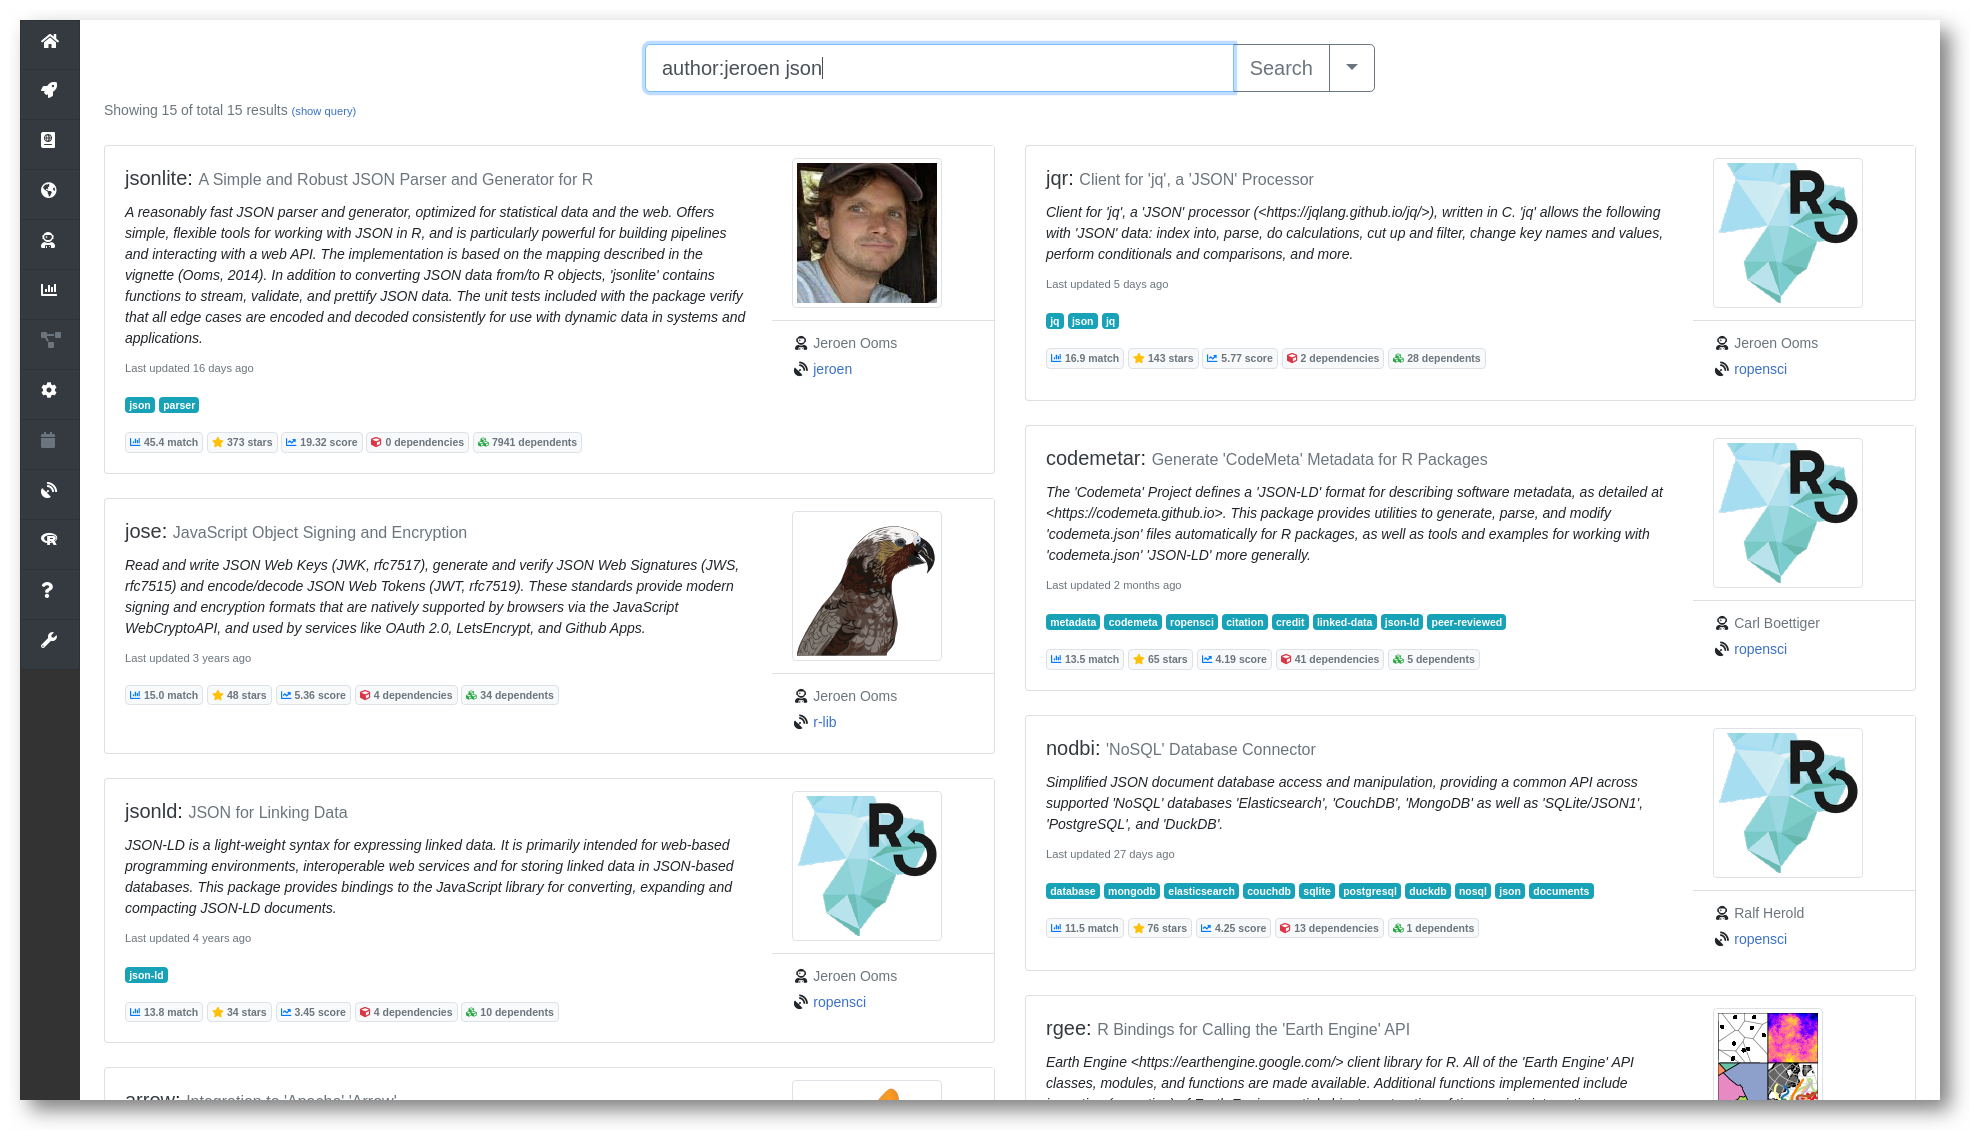 author:jeroen json
Search
Showing 15 of total 15 results (show query)
jsonlite: A Simple and Robust JSON Parser and Generator for R
A reasonably fast JSON parser and generator, optimized for statistical data and the web. Offers
simple, flexible tools for working with JSON in R, and is particularly powerful for building pipelines
and interacting with a web API. The implementation is based on the mapping described in the
vignette (Ooms, 2014). In addition to converting JSON data from/to R objects, 'jsonlite' contains
functions to stream, validate, and prettify JSON data. The unit tests included with the package verify
that all edge cases are encoded and decoded consistently for use with dynamic data in systems and
applications.
Last updated 16 days ago
json parser
45.4 match 373 stars 19.32 score 0 dependencies 7941 dependents
Jeroen Ooms
jeroen
jose: JavaScript Object Signing and Encryption
Read and write JSON Web Keys (JWK, rfc7517), generate and verify JSON Web Signatures (JWS,
rfc7515) and encode/decode JSON Web Tokens (JWT, rfc7519). These standards provide modern
signing and encryption formats that are natively supported by browsers via the JavaScript
WebCryptoAPI, and used by services like OAuth 2.0, LetsEncrypt, and Github Apps.
Last updated 3 years ago
15.0 match 48 stars 5.36 score 4 dependencies 34 dependents
Jeroen Ooms
r-lib
jsonld: JSON for Linking Data
JSON-LD is a light-weight syntax for expressing linked data. It is primarily intended for web-based
programming environments, interoperable web services and for storing linked data in JSON-based
databases. This package provides bindings to the JavaScript library for converting, expanding and
compacting JSON-LD documents.
Last updated 4 years ago
json-ld
13.8 match 34 stars 3.45 score 4 dependencies 10 dependents
R
Jeroen Ooms
ropensci
arrow: Integration to 'Apache' 'Arrow'
jqr: Client for 'jq', a 'JSON' Processor
Client for 'jq', a 'JSON' processor (<https://jqlang.github.io/jq/>), written in C. 'jq' allows the following
with 'JSON' data: index into, parse, do calculations, cut up and filter, change key names and values,
perform conditionals and comparisons, and more.
Last updated 5 days ago
jq json jq
16.9 match 143 stars 5.77 score 2 dependencies 28 dependents
R
Jeroen Ooms
ropensci
codemetar: Generate 'CodeMeta' Metadata for R Packages
The 'Codemeta' Project defines a 'JSON-LD' format for describing software metadata, as detailed at
<https://codemeta.github.io>. This package provides utilities to generate, parse, and modify
'codemeta.json' files automatically for R packages, as well as tools and examples for working with
'codemeta.json' 'JSON-LD' more generally.
Last updated 2 months ago
metadata codemeta ropensci citation credit linked-data json-ld peer-reviewed
13.5 match 65 stars 4.19 score 41 dependencies 5 dependents
R
Carl Boettiger
ropensci
nodbi: 'NoSQL' Database Connector
Simplified JSON document database access and manipulation, providing a common API across
supported 'NoSQL' databases 'Elasticsearch', 'CouchDB', 'MongoDB' as well as 'SQLite/JSON1',
'PostgreSQL', and 'DuckDB'.
Last updated 27 days ago
database mongodb elasticsearch couchdb sqlite postgresql duckdb nosql json documents
11.5 match 76 stars 4.25 score 13 dependencies 1 dependents
R
Ralf Herold
ropensci
rgee: R Bindings for Calling the 'Earth Engine' API
Earth Engine <https://earthengine.google.com/> client library for R. All of the 'Earth Engine' API
classes, modules, and functions are made available. Additional functions implemented include